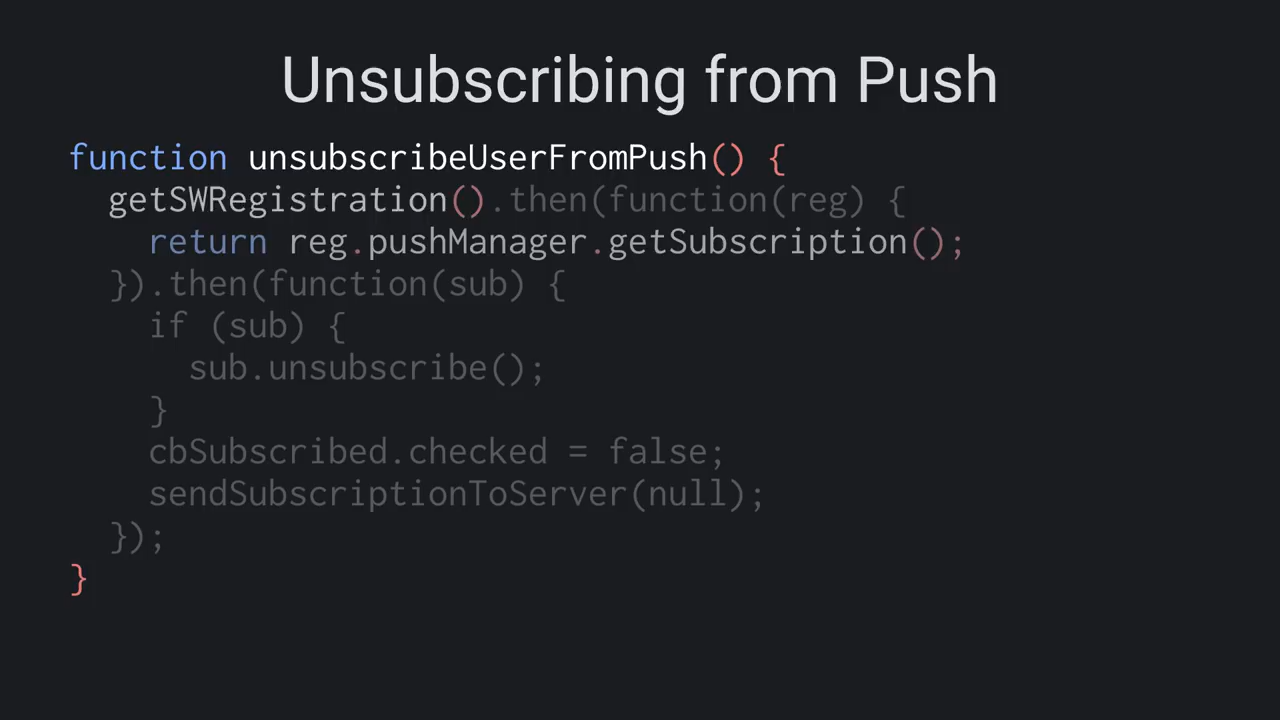 Unsubscribing from Push
function unsubscribeUserFromPush() {
  getSWRegistration().then(function(reg) {
    return reg.pushManager.getSubscription();
  }).then(function(sub) {
    if (sub) {
      sub.unsubscribe();
    }
    cbSubscribed.checked = false;
    sendSubscriptionToServer(null);
  });
}